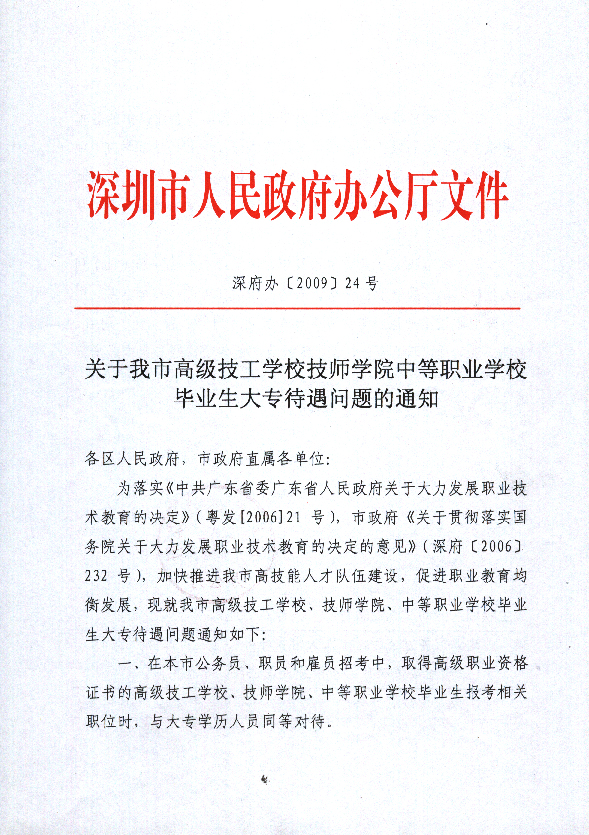 深圳市人民政府办公厅文件
深府办〔2009〕24号
关于我市高级技工学校技师学院中等职业学校
毕业生大专待遇问题的通知
各区人民政府，市政府直属各单位：
为落实《中共广东省委广东省人民政府关于大力发展职业技
术教育的决定》（粤发[2006]21 号），市政府《关于贯彻落实国
务院关于大力发展职业技术教育的决定的意见》（深府〔2006〕
232 号），加快推进我市高技能人才队伍建设，促进职业教育均
衡发展，现就我市高级技工学校、技师学院、中等职业学校毕业
生大专待遇问题通知如下：
一、在本市公务员、职员和雇员招考中，取得高级职业资格
证书的高级技工学校、技师学院、中等职业学校毕业生报考相关
职位时，与大专学历人员同等对待。